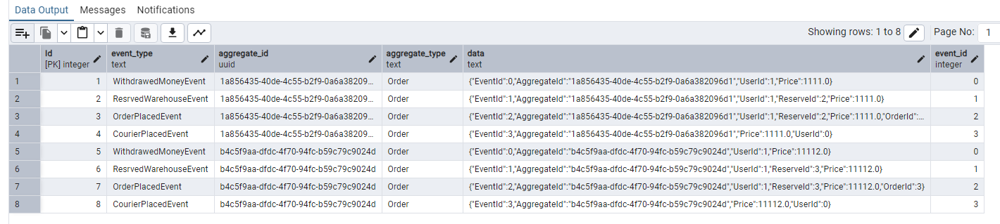 Data Output Messages Notifications
Showing rows: 1 to 8 Page No: 1
Id [PK] integer event_type text aggregate_id uuid aggregate_type text data text event_id integer
1 1 WithdrawedMoneyEvent 1a856435-40de-4c55-b2f9-0a6a38209... Order {"EventId":0,"AggregateId":"1a856435-40de-4c55-b2f9-0a6a382096d1","UserId":1,"Price":1111.0} 0
2 2 ResrvedWarehouseEvent 1a856435-40de-4c55-b2f9-0a6a38209... Order {"EventId":1,"AggregateId":"1a856435-40de-4c55-b2f9-0a6a382096d1","UserId":1,"ReserveId":2,"Price":1111.0} 1
3 3 OrderPlacedEvent 1a856435-40de-4c55-b2f9-0a6a38209... Order {"EventId":2,"AggregateId":"1a856435-40de-4c55-b2f9-0a6a382096d1","UserId":1,"ReserveId":2,"Price":1111.0,"OrderId":... 2
4 4 CourierPlacedEvent 1a856435-40de-4c55-b2f9-0a6a38209... Order {"EventId":3,"AggregateId":"1a856435-40de-4c55-b2f9-0a6a382096d1","Price":1111.0,"UserId":0} 3
5 5 WithdrawedMoneyEvent b4c5f9aa-dfdc-4f70-94fc-b59c79c9024d Order {"EventId":0,"AggregateId":"b4c5f9aa-dfdc-4f70-94fc-b59c79c9024d","UserId":1,"Price":11112.0} 0
6 6 ResrvedWarehouseEvent b4c5f9aa-dfdc-4f70-94fc-b59c79c9024d Order {"EventId":1,"AggregateId":"b4c5f9aa-dfdc-4f70-94fc-b59c79c9024d","UserId":1,"ReserveId":3,"Price":11112.0} 1
7 7 OrderPlacedEvent b4c5f9aa-dfdc-4f70-94fc-b59c79c9024d Order {"EventId":2,"AggregateId":"b4c5f9aa-dfdc-4f70-94fc-b59c79c9024d","UserId":1,"ReserveId":3,"Price":11112.0,"OrderId":3} 2
8 8 CourierPlacedEvent b4c5f9aa-dfdc-4f70-94fc-b59c79c9024d Order {"EventId":3,"AggregateId":"b4c5f9aa-dfdc-4f70-94fc-b59c79c9024d","Price":11112.0,"UserId":0} 3